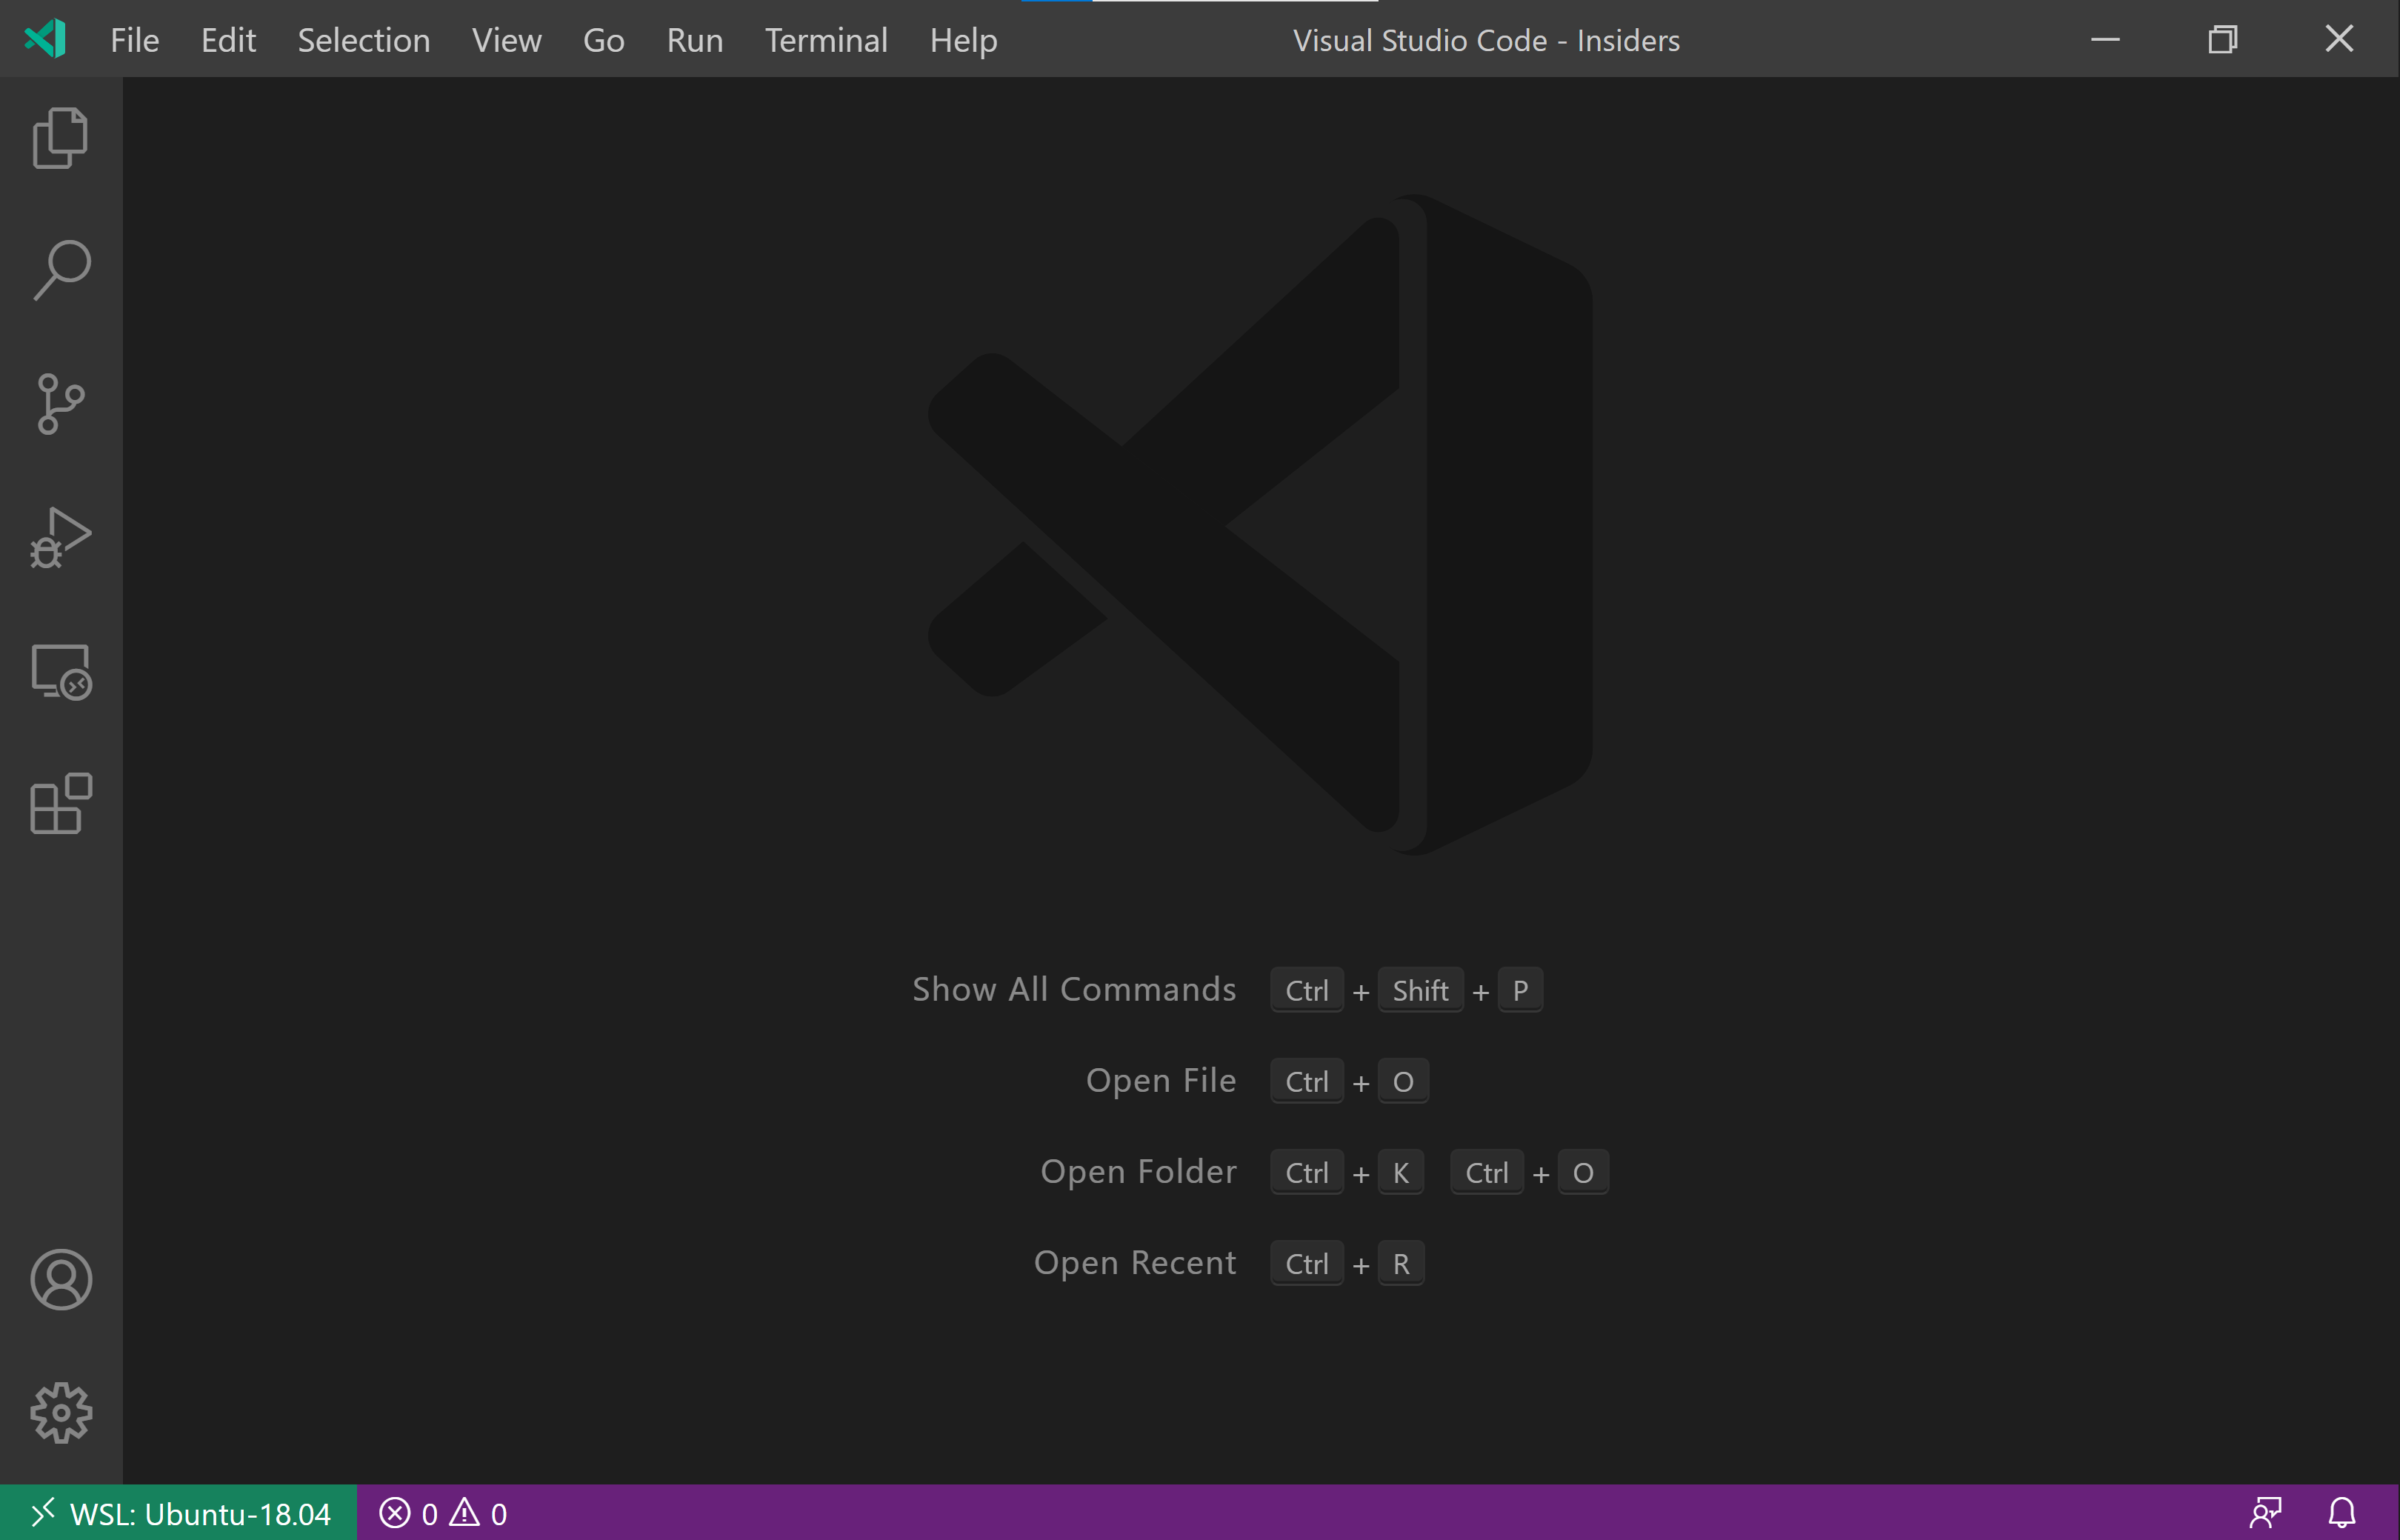 File Edit Selection View Go Run Terminal Help Visual Studio Code - Insiders
Show All Commands Ctrl + Shift + P
Open File Ctrl + O
Open Folder Ctrl + K Ctrl + O
Open Recent Ctrl + R
WSL: Ubuntu-18.04 0 0